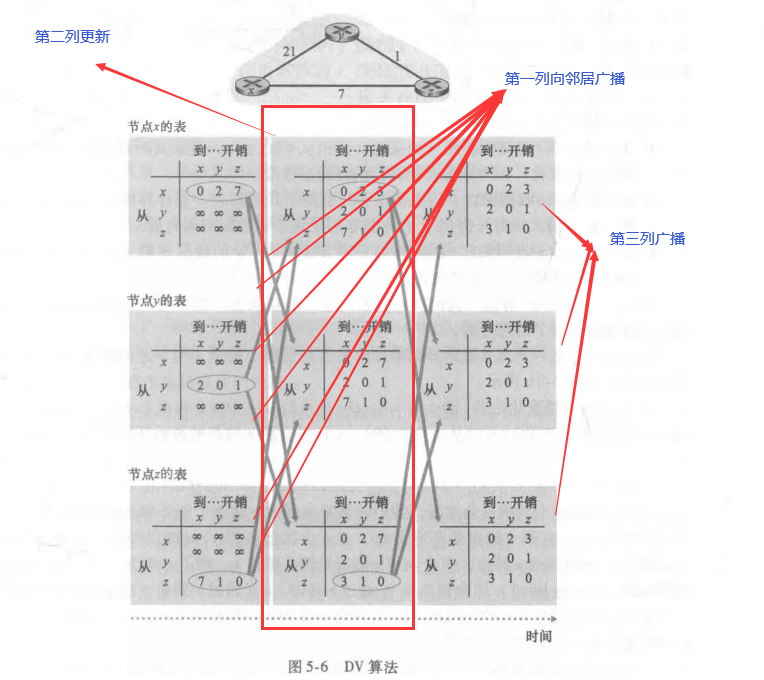 第二列更新
第一列向邻居广播
第三列广播
y
21
1
x
7
z
节点x的表
到…开销
x y z
x 0 2 7
从 y ∞ ∞ ∞
z ∞ ∞ ∞
到…开销
x y z
x 0 2 3
从 y 2 0 1
z 7 1 0
到…开销
x y z
x 0 2 3
从 y 2 0 1
z 3 1 0
节点y的表
到…开销
x y z
x ∞ ∞ ∞
从 y 2 0 1
z ∞ ∞ ∞
到…开销
x y z
x 0 2 7
从 y 2 0 1
z 7 1 0
到…开销
x y z
x 0 2 3
从 y 2 0 1
z 3 1 0
节点z的表
到…开销
x y z
x ∞ ∞ ∞
从 y ∞ ∞ ∞
z 7 1 0
到…开销
x y z
x 0 2 7
从 y 2 0 1
z 3 1 0
到…开销
x y z
x 0 2 3
从 y 2 0 1
z 3 1 0
时间
图 5-6 DV 算法